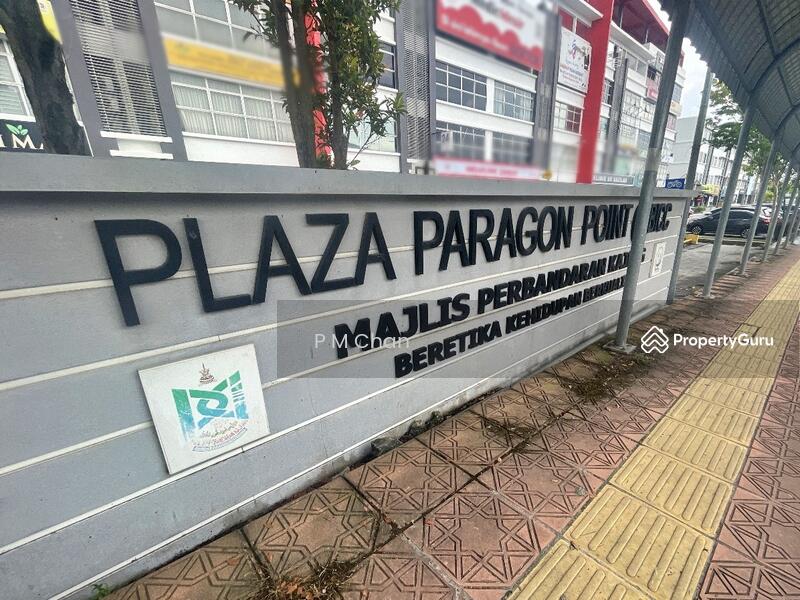 PLAZA PARAGON POINT
MAJLIS PERBANDARAN
BERETIKA KEHIDUPAN
P M Chan
PropertyGuru